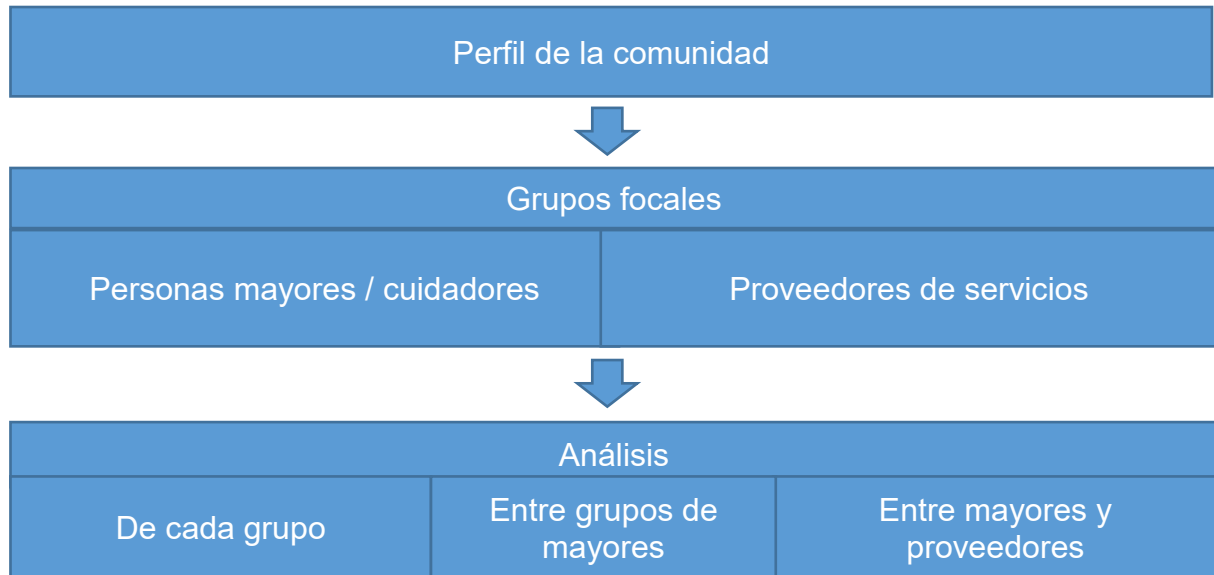 Perfil de la comunidad
Grupos focales
Personas mayores / cuidadores
Proveedores de servicios
Análisis
De cada grupo
Entre grupos de
mayores
Entre mayores y
proveedores